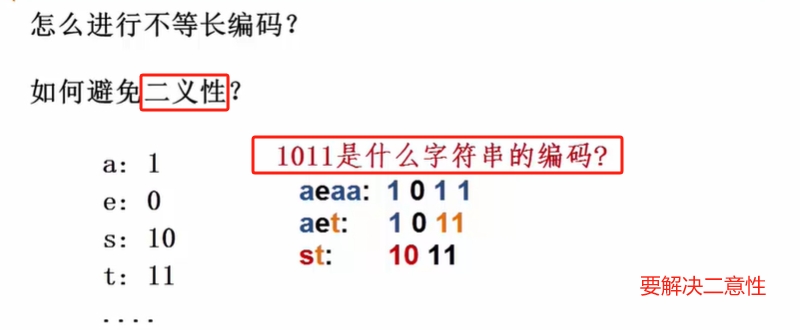 怎么进行不等长编码?
如何避免二义性?
a: 1
e: 0
s: 10
t: 11
....
1011是什么字符串的编码?
aeaa: 1 0 1 1
aet: 1 0 11
st: 10 11
要解决二意性